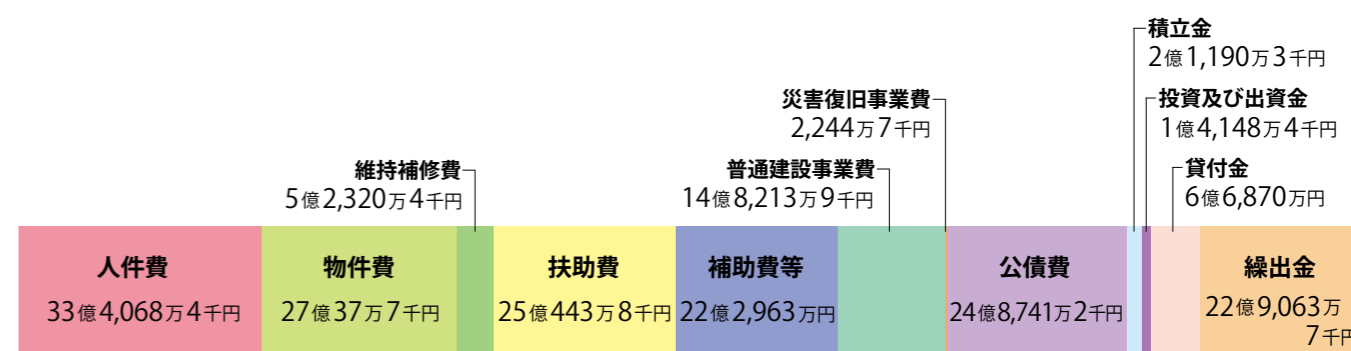 積立金
2億1,190万3千円
災害復旧事業費
2,244万7千円
投資及び出資金
1億4,148万4千円
維持補修費
5億2,320万4千円
普通建設事業費
14億8,213万9千円
貸付金
6億6,870万円
人件費
33億4,068万4千円
物件費
27億37万7千円
扶助費
25億443万8千円
補助費等
22億2,963万円
公債費
24億8,741万2千円
繰出金
22億9,063万
7千円